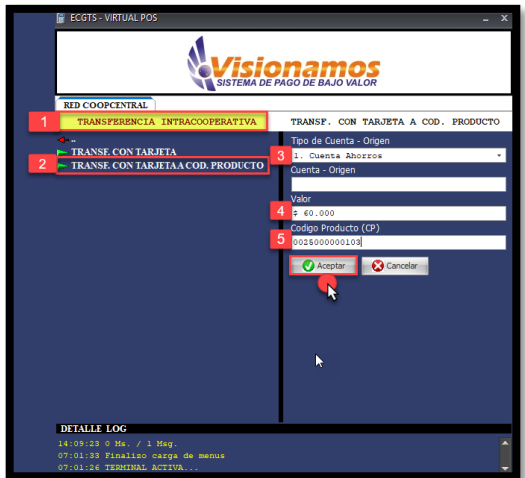 ECGTS - VIRTUAL POS
Visionamos
SISTEMA DE PAGO DE BAJO VALOR
RED COOPCENTRAL
1
TRANSFERENCIA INTRACOOPERATIVA
..
2
TRANSF. CON TARJETA
TRANSF. CON TARJETA A COD. PRODUCTO
TRANSF. CON TARJETA A COD. PRODUCTO
Tipo de Cuenta - Origen
3
1. Cuenta Ahorros
Cuenta - Origen
Valor
4
$ 60.000
Codigo Producto (CP)
5
0025000000103
Aceptar
Cancelar
DETALLE LOG
14:09:23 0 Ms. / 1 Msg.
07:01:33 Finalizo carga de menus
07:01:26 TERMINAL ACTIVA...